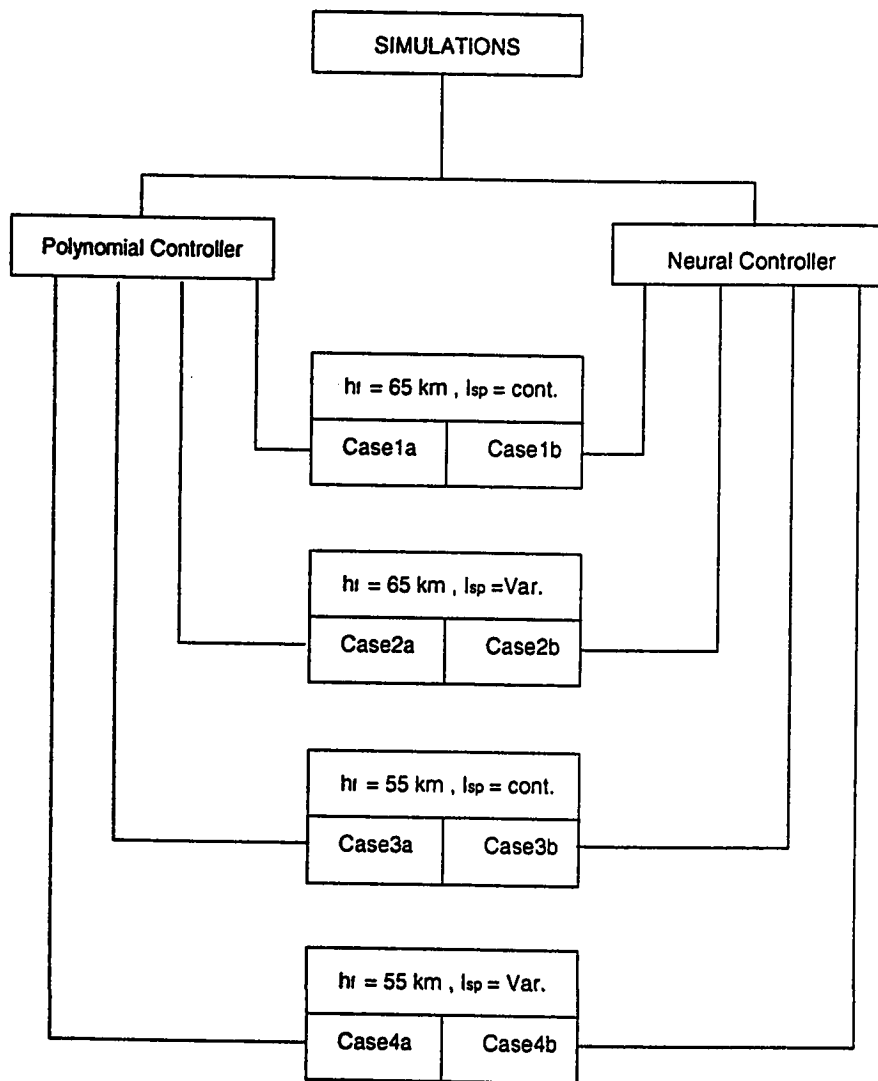 SIMULATIONS
Polynomial Controller
Neural Controller
hf = 65 km , Isp = cont.
Case1a Case1b
hf = 65 km , Isp =Var.
Case2a Case2b
hf = 55 km , Isp = cont.
Case3a Case3b
hf = 55 km , Isp = Var.
Case4a Case4b